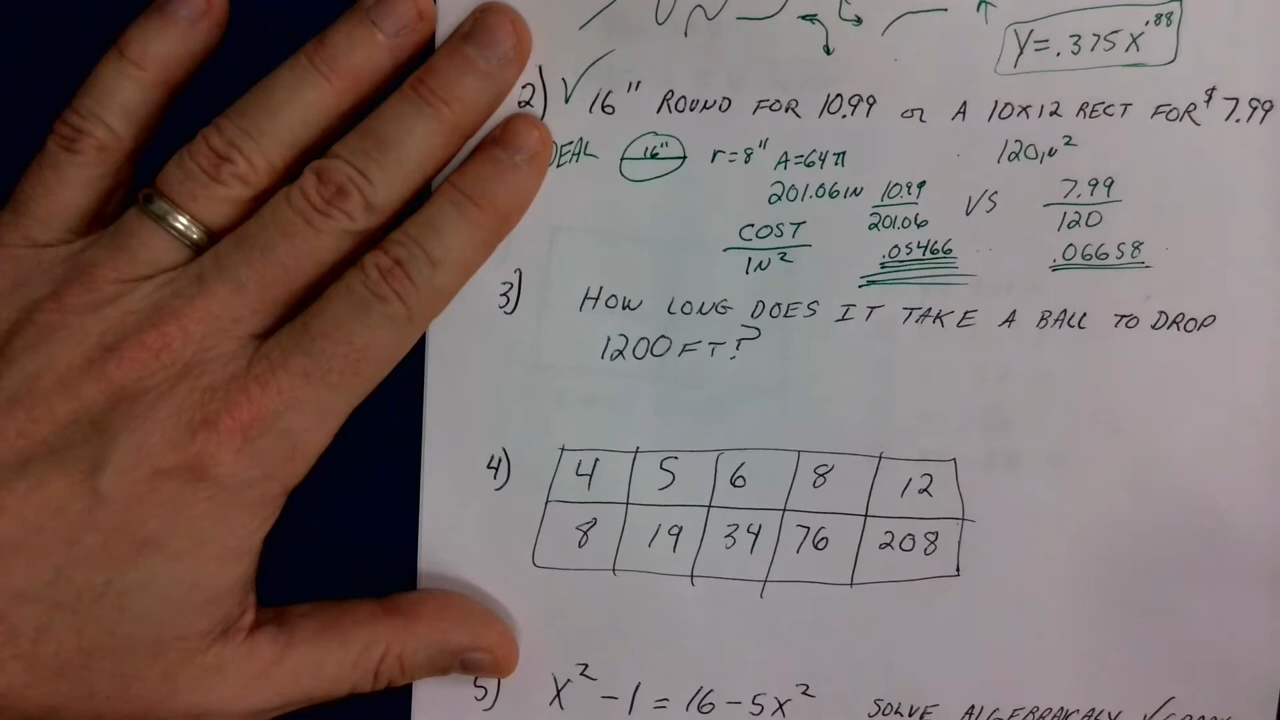 Y=.375X^.88
2) √ 16" ROUND FOR 10.99 or A 10X12 RECT FOR $7.99
DEAL 16" r=8" A=64π 120 IN²
201.06 IN 10.99/201.06 VS 7.99/120
COST/IN² .05466 .06658
3) HOW LONG DOES IT TAKE A BALL TO DROP
1200 FT?
4) 4 5 6 8 12
8 19 34 76 208
5) X²-1=16-5X² SOLVE ALGEBRAICALY